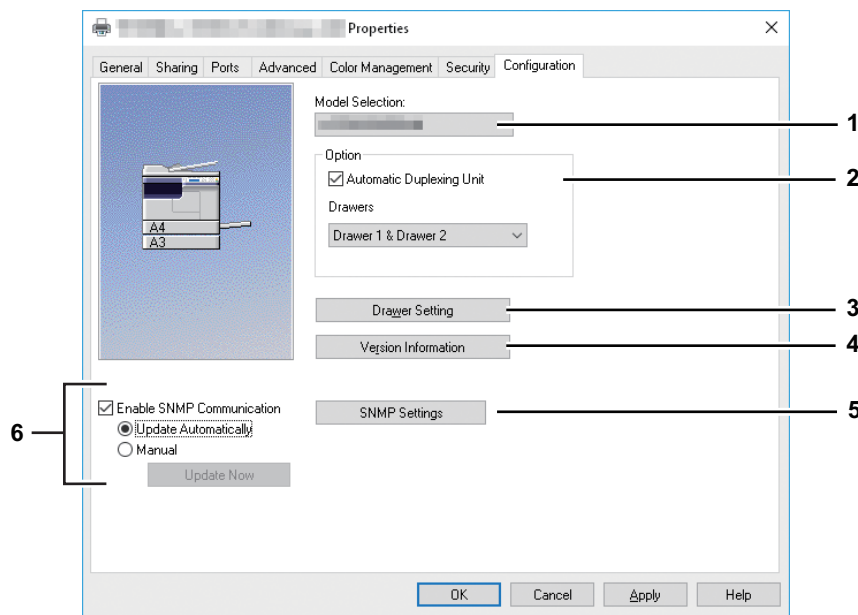 Properties
General Sharing Ports Advanced Color Management Security Configuration
Model Selection:
1
Option
Automatic Duplexing Unit
2
Drawers
Drawer 1 & Drawer 2
A4
A3
Drawer Setting
3
Version Information
4
Enable SNMP Communication
SNMP Settings
5
6
Update Automatically
Manual
Update Now
OK Cancel Apply Help